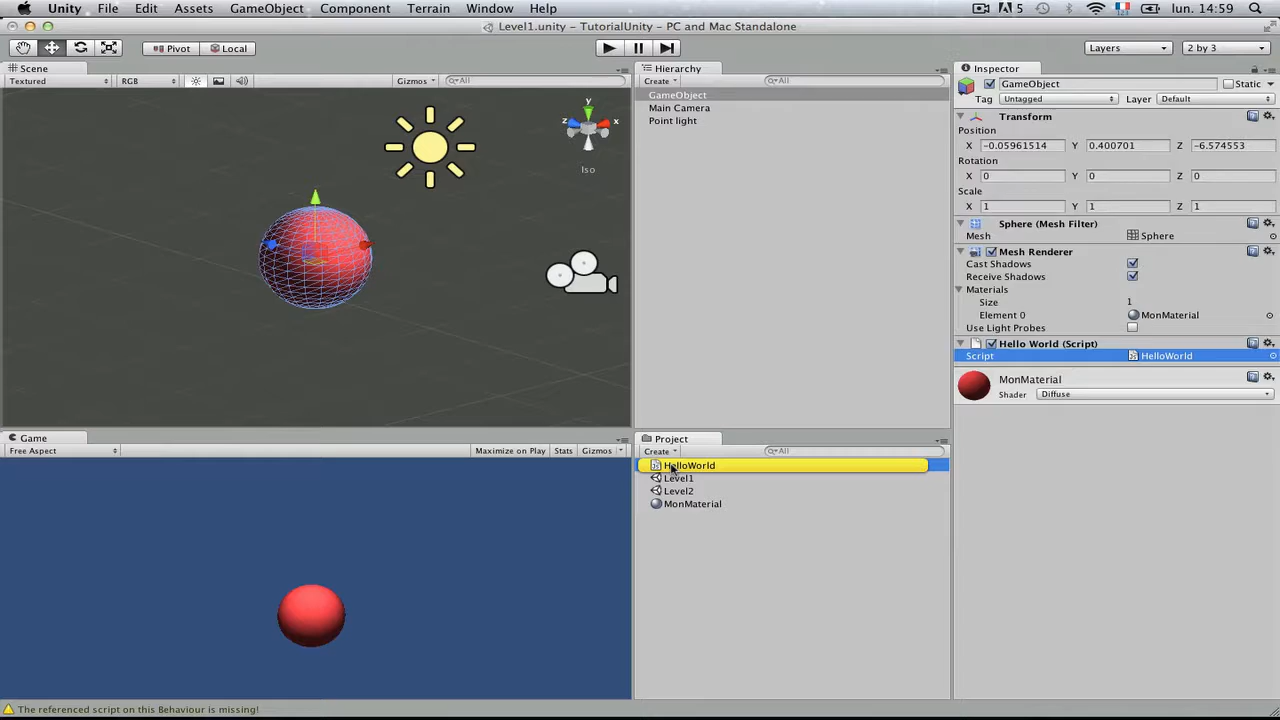 Unity File Edit Assets GameObject Component Terrain Window Help 5 lun. 14:59
Level1.unity – TutorialUnity – PC and Mac Standalone
Pivot Local Layers 2 by 3
Scene
Textured RGB Gizmos All
y
z x
Iso
Hierarchy
Create All
GameObject
Main Camera
Point light
Inspector
GameObject Static
Tag Untagged Layer Default
Transform
Position
X −0.05961514 Y 0.400701 Z −6.574553
Rotation
X 0 Y 0 Z 0
Scale
X 1 Y 1 Z 1
Sphere (Mesh Filter)
Mesh Sphere
Mesh Renderer
Cast Shadows
Receive Shadows
Materials
Size 1
Element 0 MonMaterial
Use Light Probes
Hello World (Script)
Script HelloWorld
MonMaterial
Shader Diffuse
Game
Free Aspect Maximize on Play Stats Gizmos
Project
Create All
HelloWorld
Level1
Level2
MonMaterial
The referenced script on this Behaviour is missing!